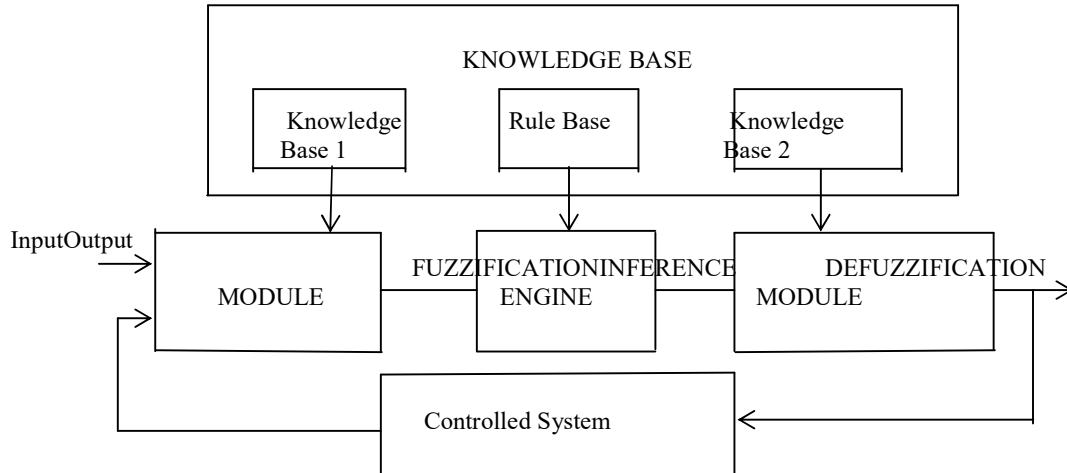 KNOWLEDGE BASE
Knowledge
Base 1
Rule Base
Knowledge
Base 2
InputOutput
FUZZIFICATIONINFERENCE DEFUZZIFICATION
MODULE ENGINE MODULE
Controlled System